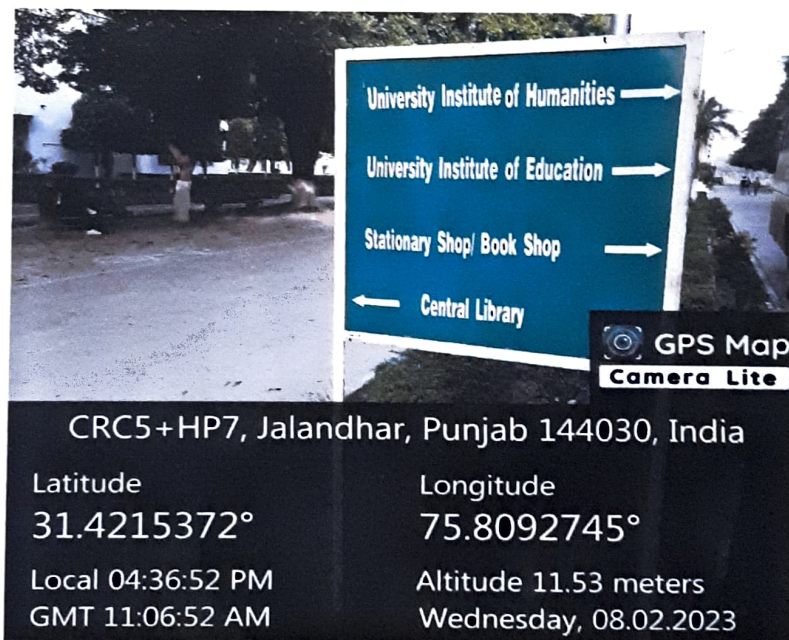 University Institute of Humanities →
University Institute of Education →
Stationary Shop/ Book Shop →
← Central Library
GPS Map
Camera Lite
CRC5+HP7, Jalandhar, Punjab 144030, India
Latitude
31.4215372°
Longitude
75.8092745°
Local 04:36:52 PM
GMT 11:06:52 AM
Altitude 11.53 meters
Wednesday, 08.02.2023